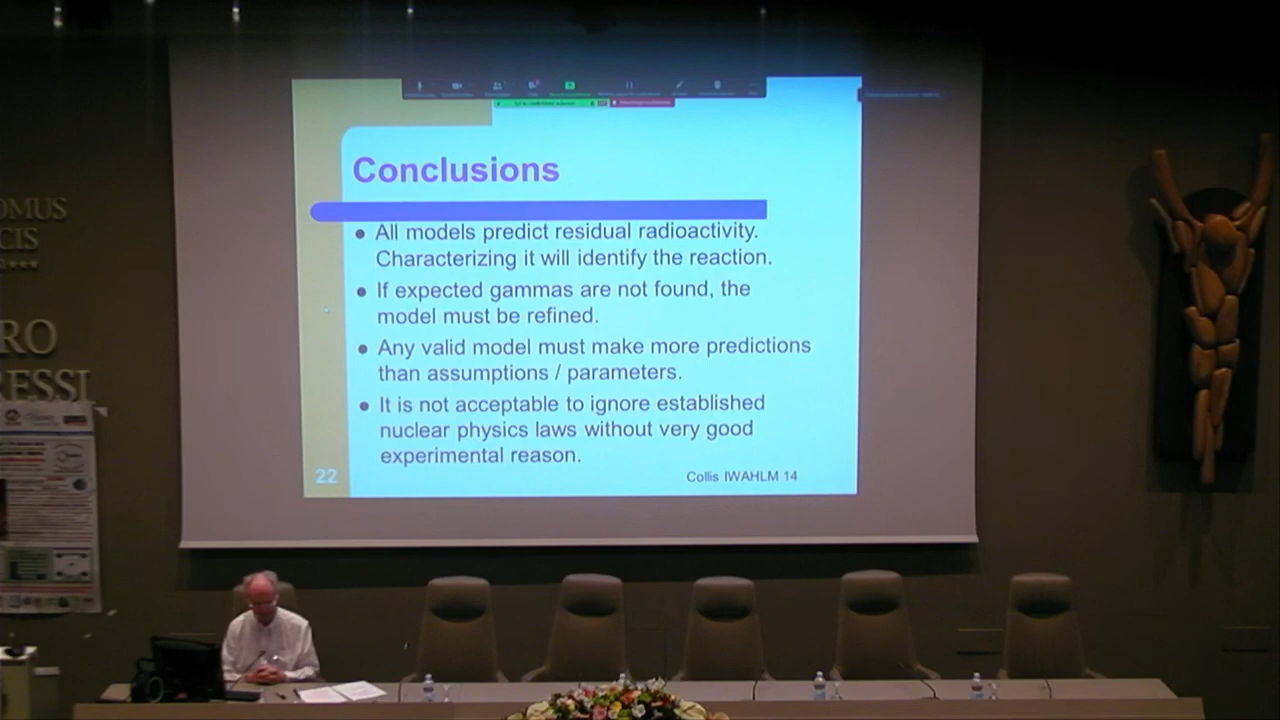 OMUS
CIS
RO
RESSI
Conclusions
All models predict residual radioactivity.
Characterizing it will identify the reaction.
If expected gammas are not found, the
model must be refined.
Any valid model must make more predictions
than assumptions / parameters.
It is not acceptable to ignore established
nuclear physics laws without very good
experimental reason.
22
Collis IWAHLM 14